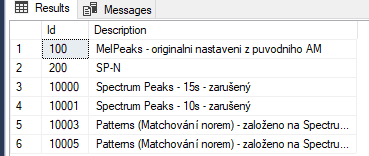 Results Messages
Id Description
1 100 MelPeaks - originalni nastaveni z puvodního AM
2 200 SP-N
3 10000 Spectrum Peaks - 15s - zarušený
4 10001 Spectrum Peaks - 10s - zarušený
5 10003 Patterns (Matchování norem) - založeno na Spectru...
6 10005 Patterns (Matchování norem) - založeno na Spectru...